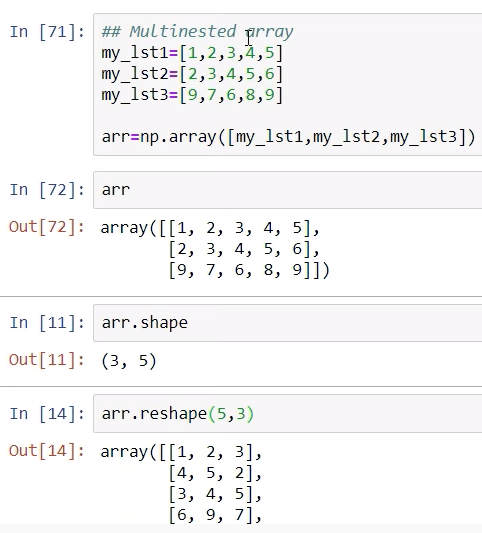 In [71]: ## Multinested array
my_lst1=[1,2,3,4,5]
my_lst2=[2,3,4,5,6]
my_lst3=[9,7,6,8,9]
arr=np.array([my_lst1,my_lst2,my_lst3])
In [72]: arr
Out[72]: array([[1, 2, 3, 4, 5],
[2, 3, 4, 5, 6],
[9, 7, 6, 8, 9]])
In [11]: arr.shape
Out[11]: (3, 5)
In [14]: arr.reshape(5,3)
Out[14]: array([[1, 2, 3],
[4, 5, 2],
[3, 4, 5],
[6, 9, 7],